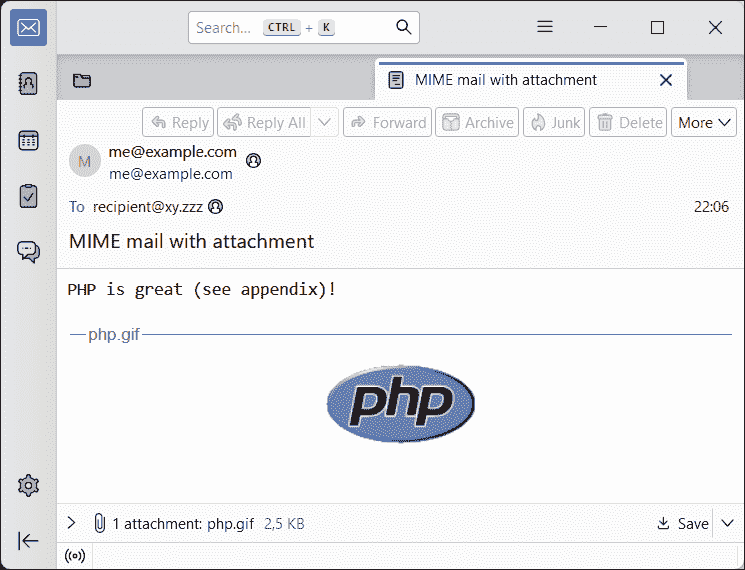 Search... CTRL + K
MIME mail with attachment
Reply Reply All Forward Archive Junk Delete More
M me@example.com
me@example.com
To recipient@xy.zzz 22:06
MIME mail with attachment
PHP is great (see appendix)!
php.gif
php
1 attachment: php.gif 2,5 KB Save